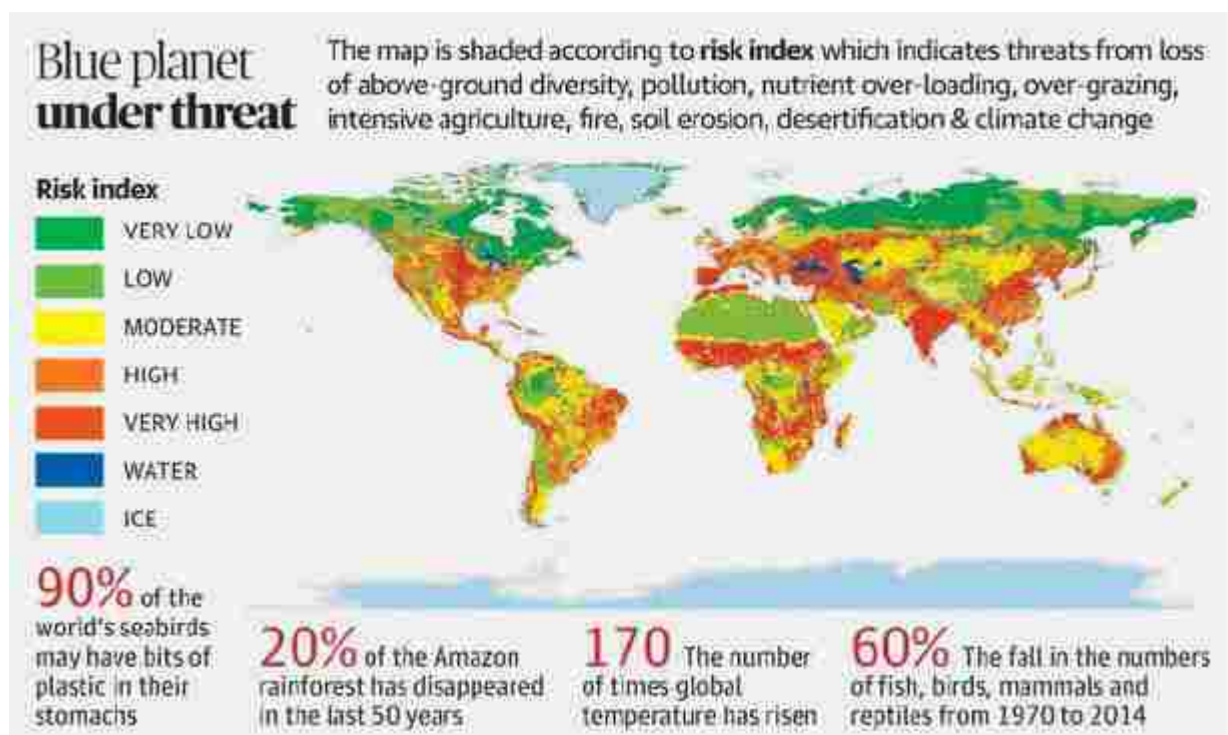 Blue planet
under threat
The map is shaded according to risk index which indicates threats from loss
of above-ground diversity, pollution, nutrient over-loading, over-grazing,
intensive agriculture, fire, soil erosion, desertification & climate change
Risk index
VERY LOW
LOW
MODERATE
HIGH
VERY HIGH
WATER
ICE
90% of the
world's seabirds
may have bits of
plastic in their
stomachs
20% of the Amazon
rainforest has disappeared
in the last 50 years
170 The number
of times global
temperature has risen
60% The fall in the numbers
of fish, birds, mammals and
reptiles from 1970 to 2014